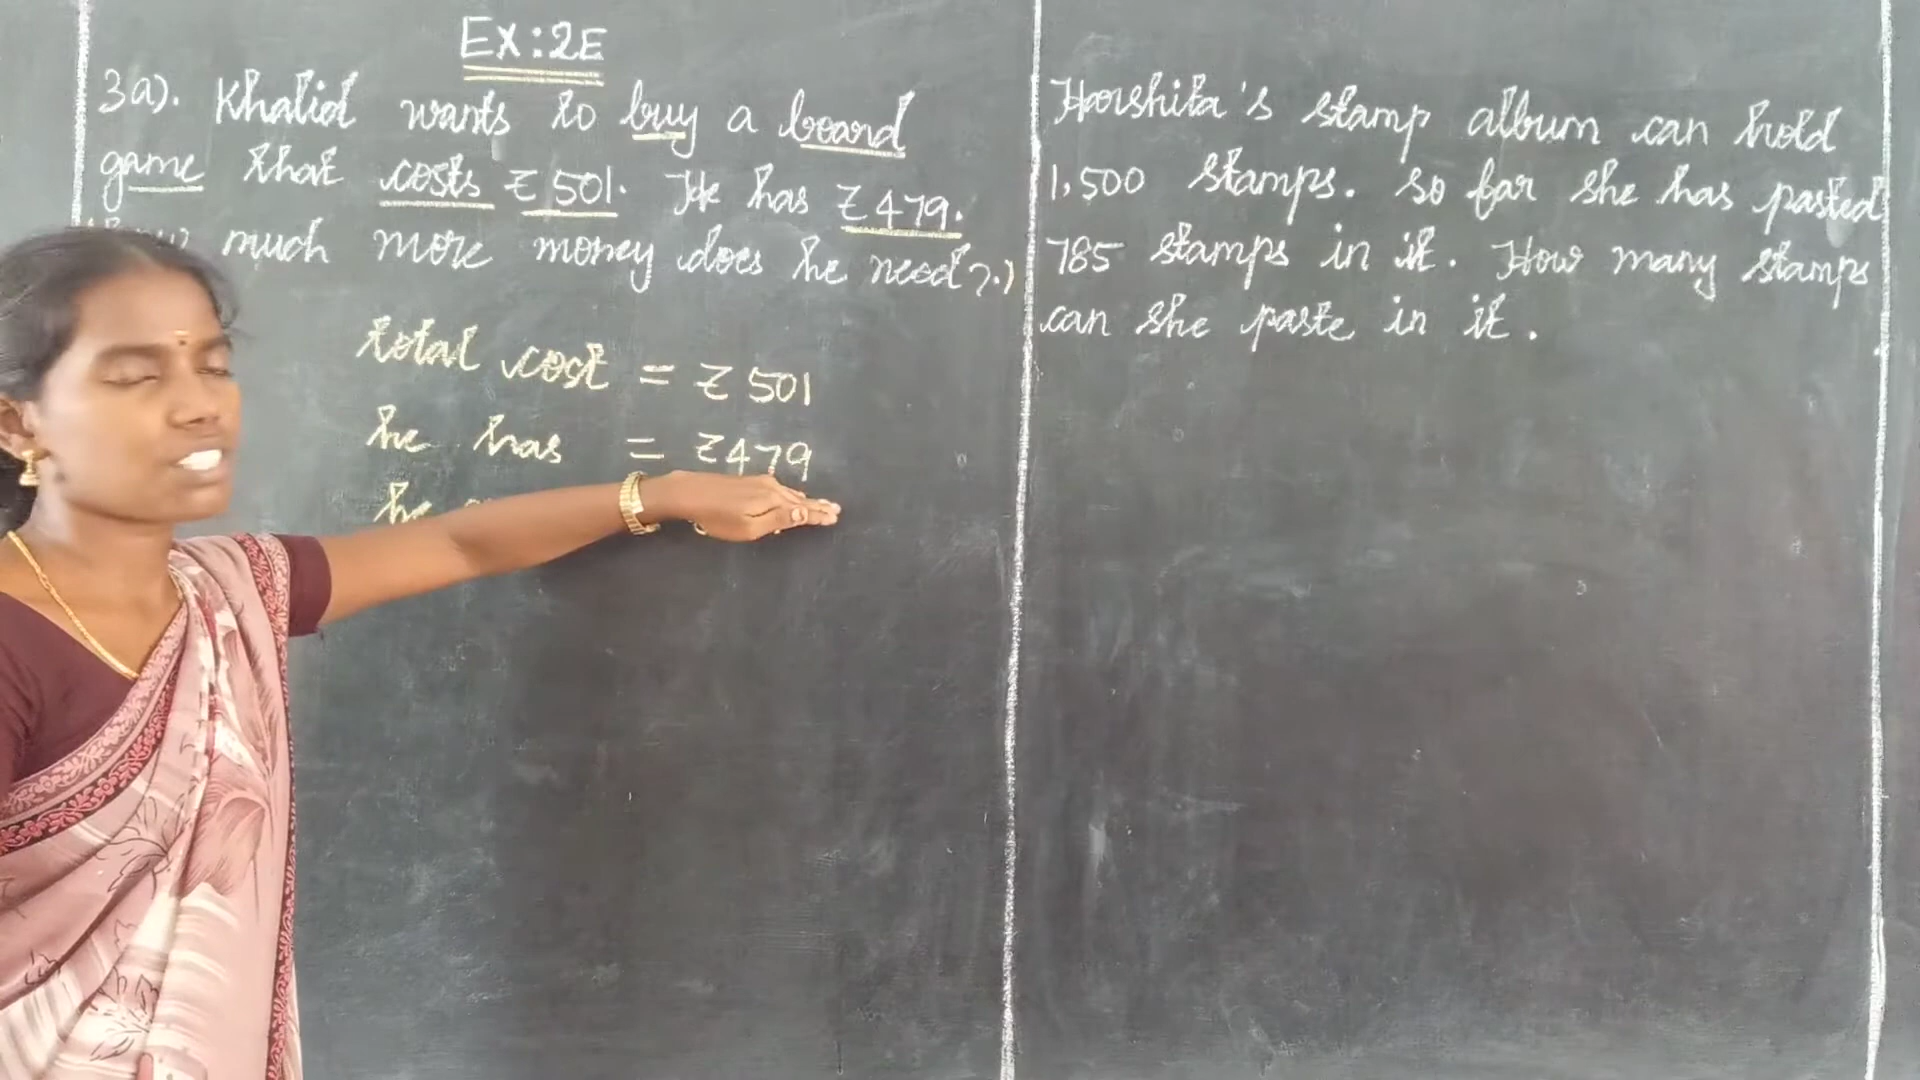 EX:2E
3a). Khalid wants to buy a board
game that costs ₹501. He has ₹479.
much more money does he need?.)
total cost = ₹501
he has = ₹479
he
Harshita's stamp album can hold
1,500 stamps. so far she has pasted
785 stamps in it. How many stamps
can she paste in it.